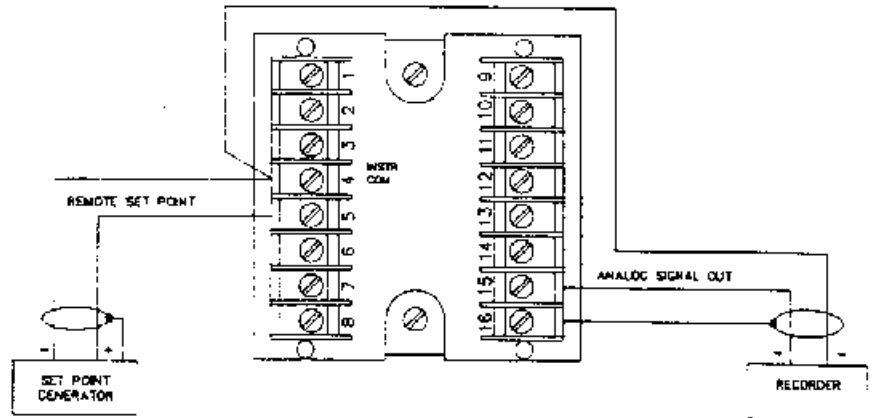 1
2
3
INSTR
4
COM
REMOTE SET POINT
5
6
7
8
9
10
11
12
13
14
ANALOG SIGNAL OUT
15
16
- +
SET POINT
GENERATOR
+ -
RECORDER